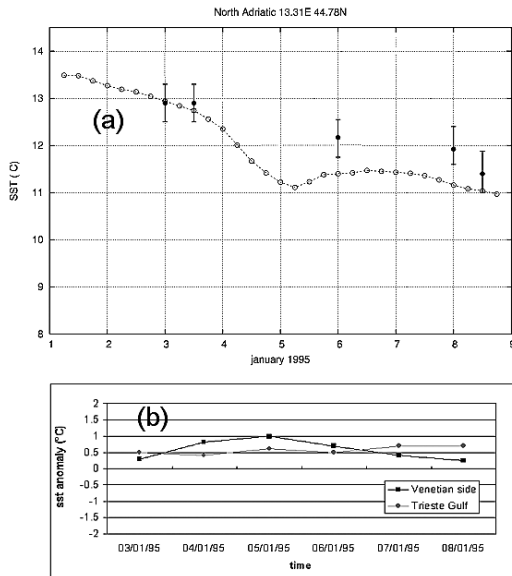 North Adriatic 13.31E 44.78N
14
13
12
11
10
9
8
SST ( C)
(a)
1 2 3 4 5 6 7 8 9
january 1995
(b)
2
1.5
1
0.5
0
-0.5
-1
-1.5
-2
sst anomaly (°C)
Venetian side
Trieste Gulf
03/01/95 04/01/95 05/01/95 06/01/95 07/01/95 08/01/95
time